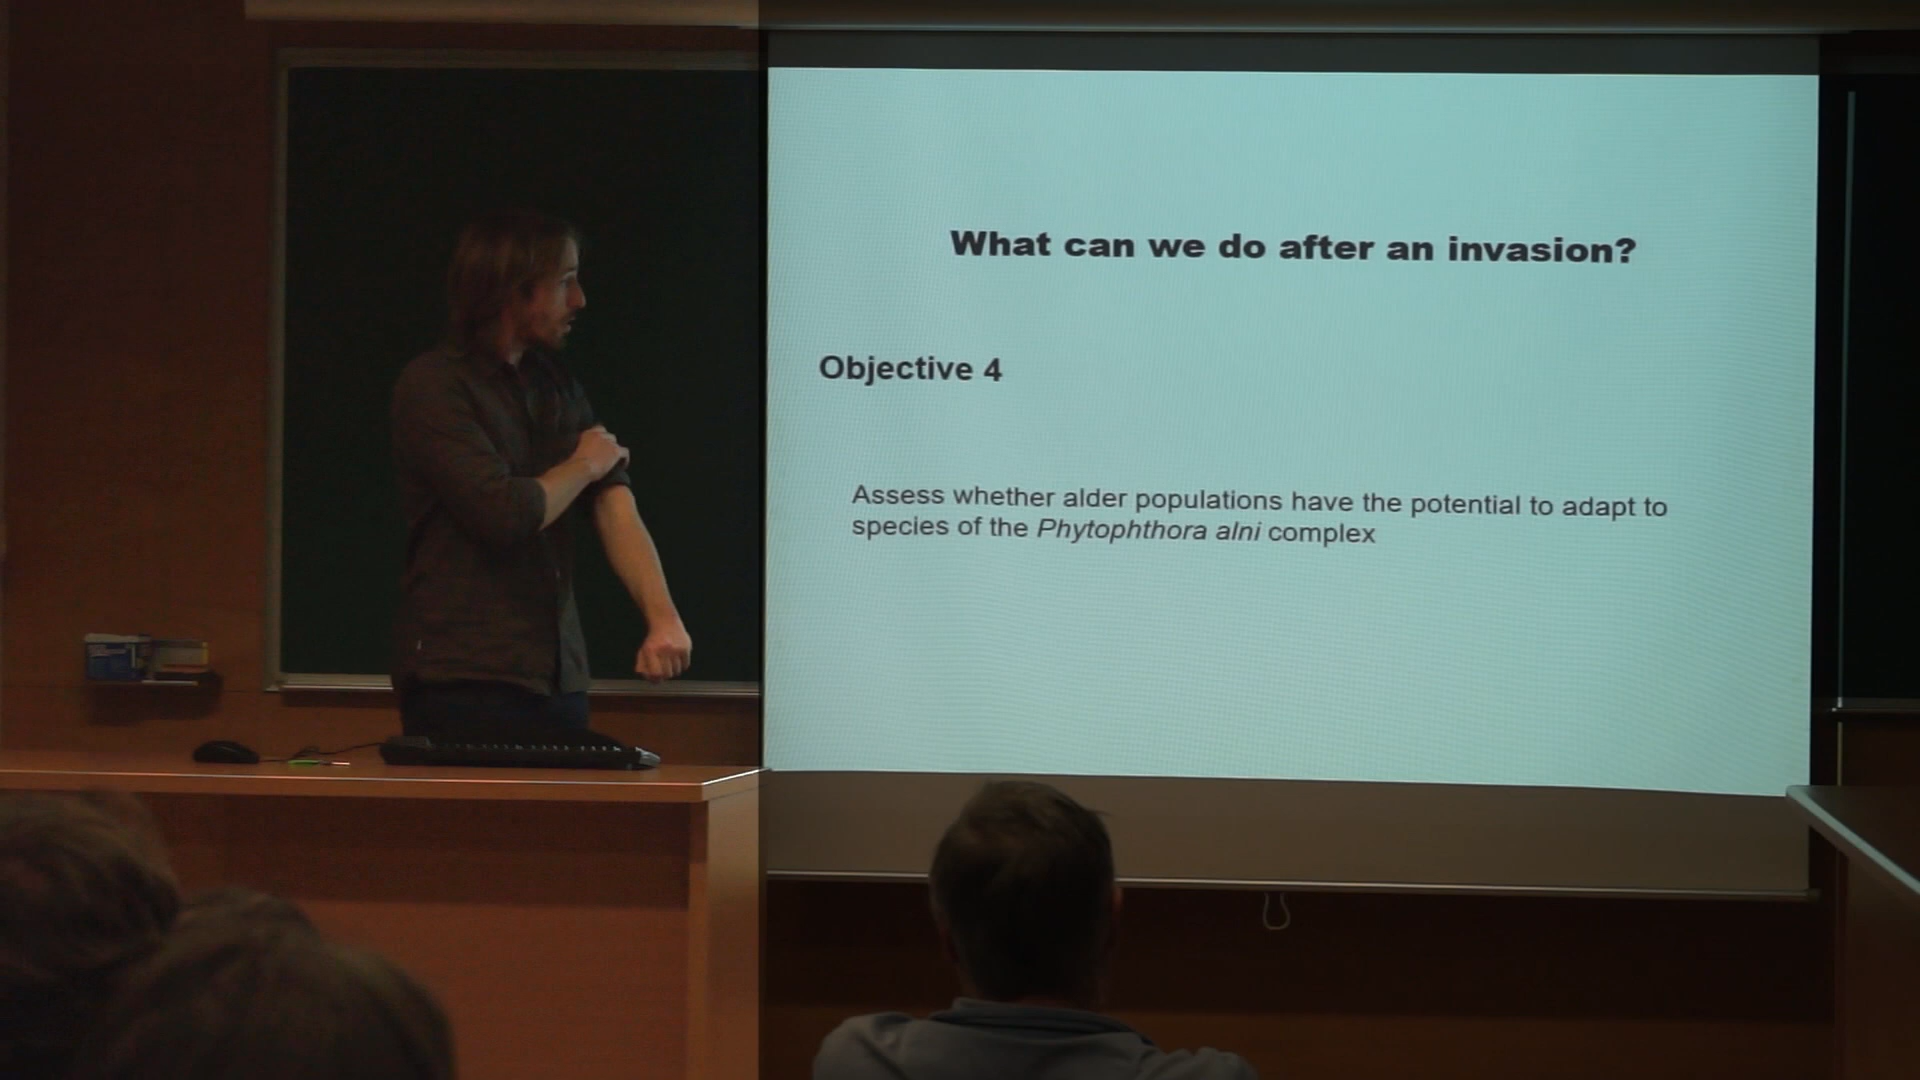 What can we do after an invasion?
Objective 4
Assess whether alder populations have the potential to adapt to
species of the Phytophthora alni complex